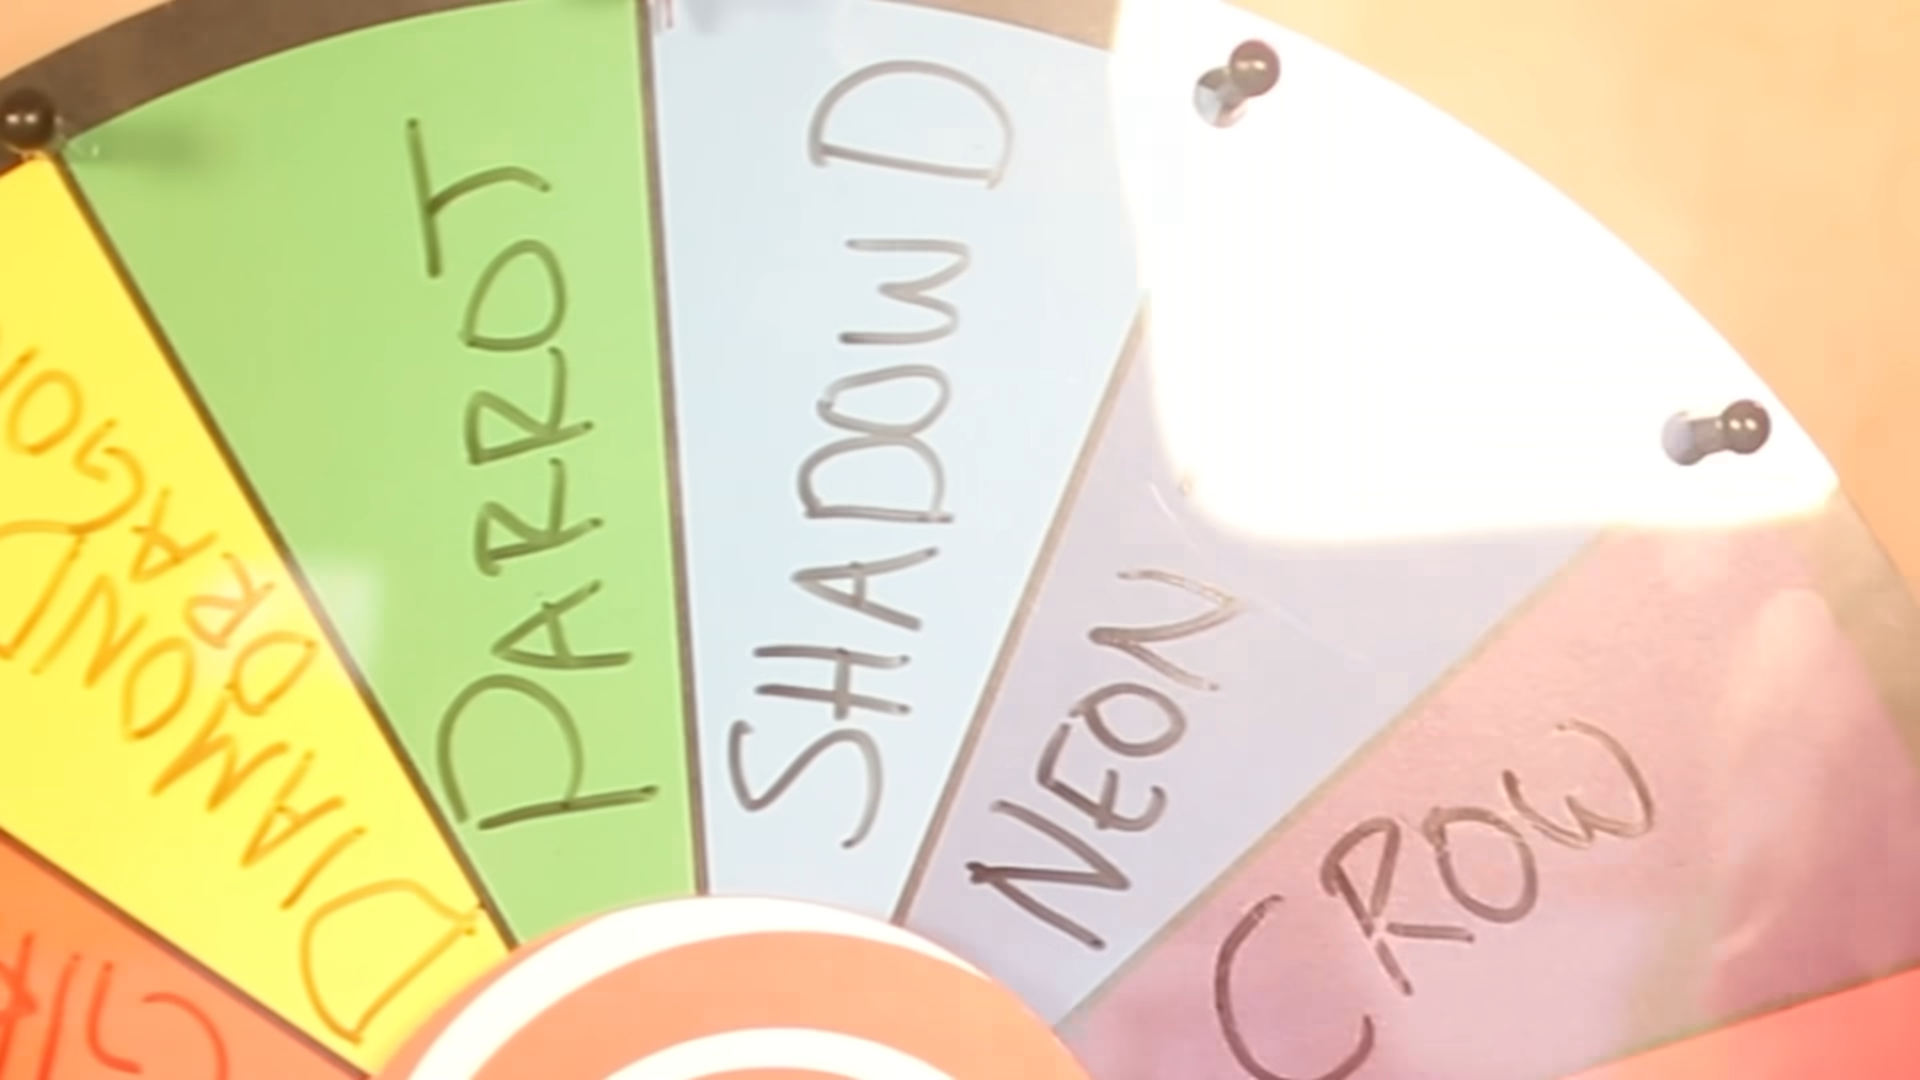 DIAMOND D
DRAGON
PARROT
SHADOW D
NEON
CROW